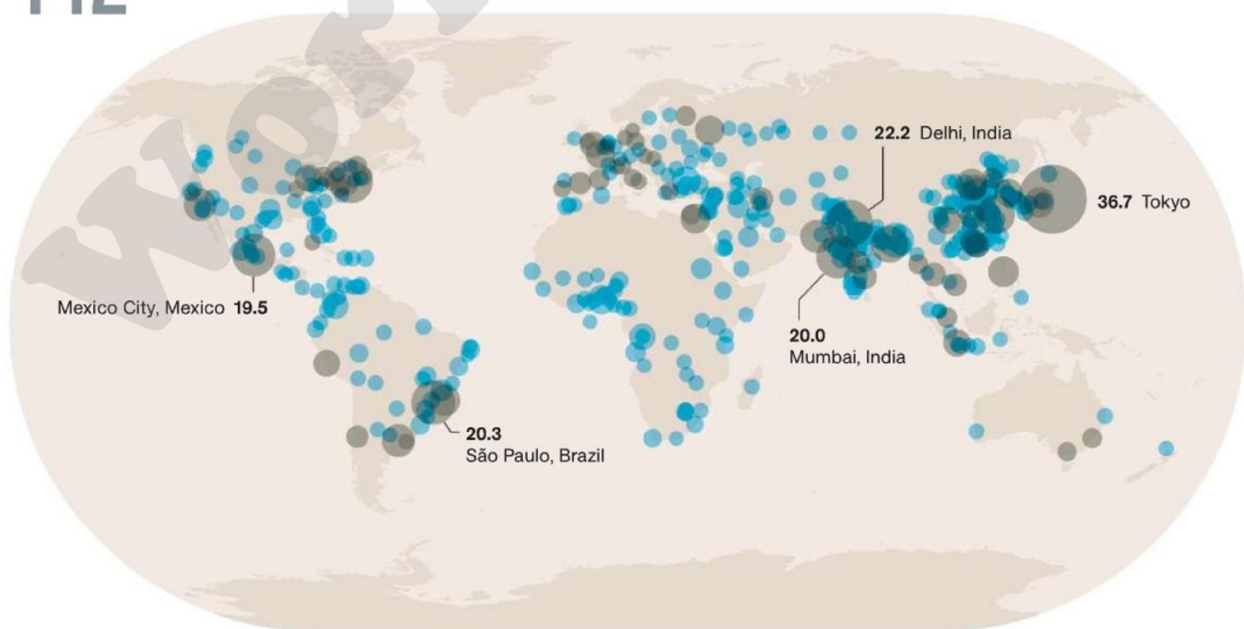 22.2 Delhi, India
36.7 Tokyo
Mexico City, Mexico 19.5
20.0
Mumbai, India
20.3
São Paulo, Brazil